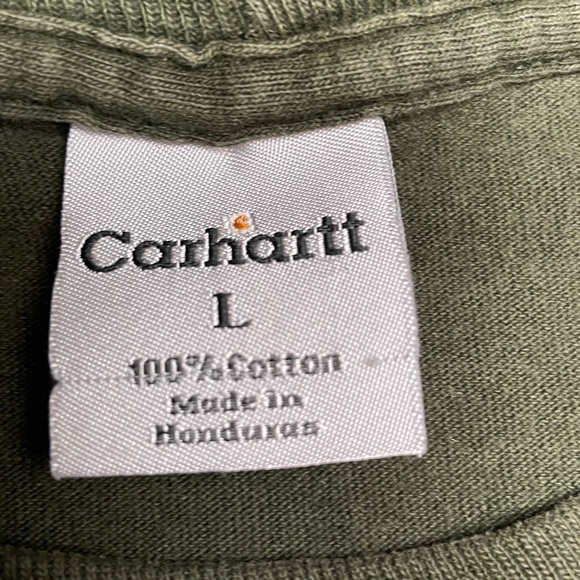 Carhartt
L
100% Cotton
Made in
Honduras